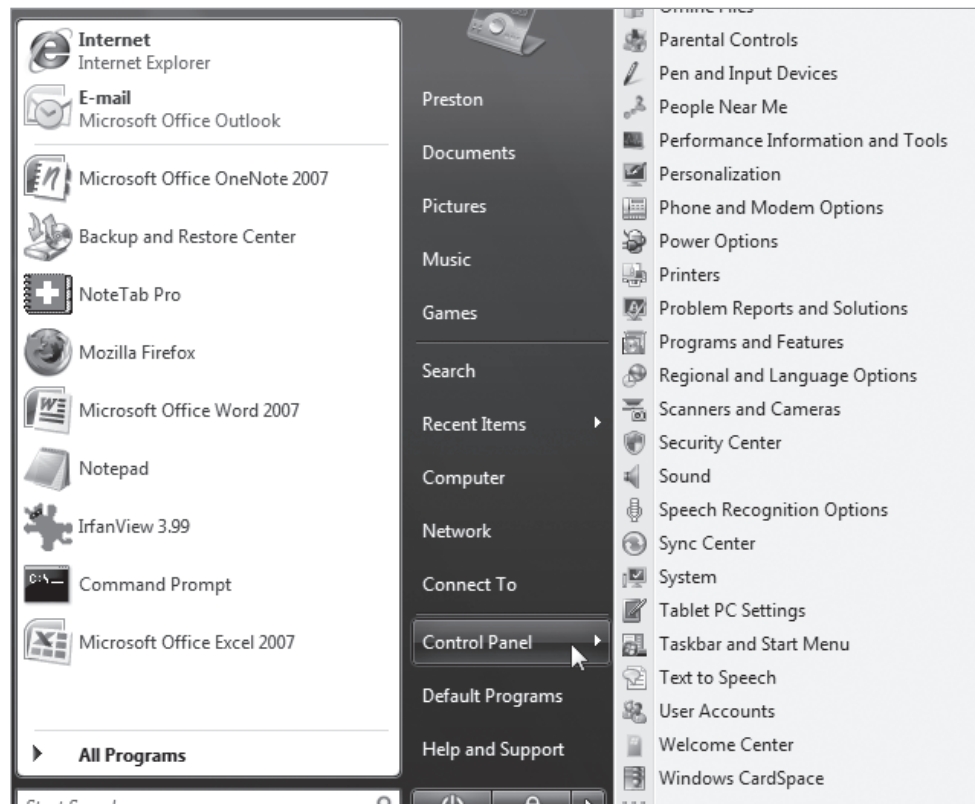 Internet
Internet Explorer
E-mail
Microsoft Office Outlook
Microsoft Office OneNote 2007
Backup and Restore Center
NoteTab Pro
Mozilla Firefox
Microsoft Office Word 2007
Notepad
IrfanView 3.99
Command Prompt
Microsoft Office Excel 2007
All Programs
Start Search
Preston
Documents
Pictures
Music
Games
Search
Recent Items
Computer
Network
Connect To
Control Panel
Default Programs
Help and Support
Offline Files
Parental Controls
Pen and Input Devices
People Near Me
Performance Information and Tools
Personalization
Phone and Modem Options
Power Options
Printers
Problem Reports and Solutions
Programs and Features
Regional and Language Options
Scanners and Cameras
Security Center
Sound
Speech Recognition Options
Sync Center
System
Tablet PC Settings
Taskbar and Start Menu
Text to Speech
User Accounts
Welcome Center
Windows CardSpace